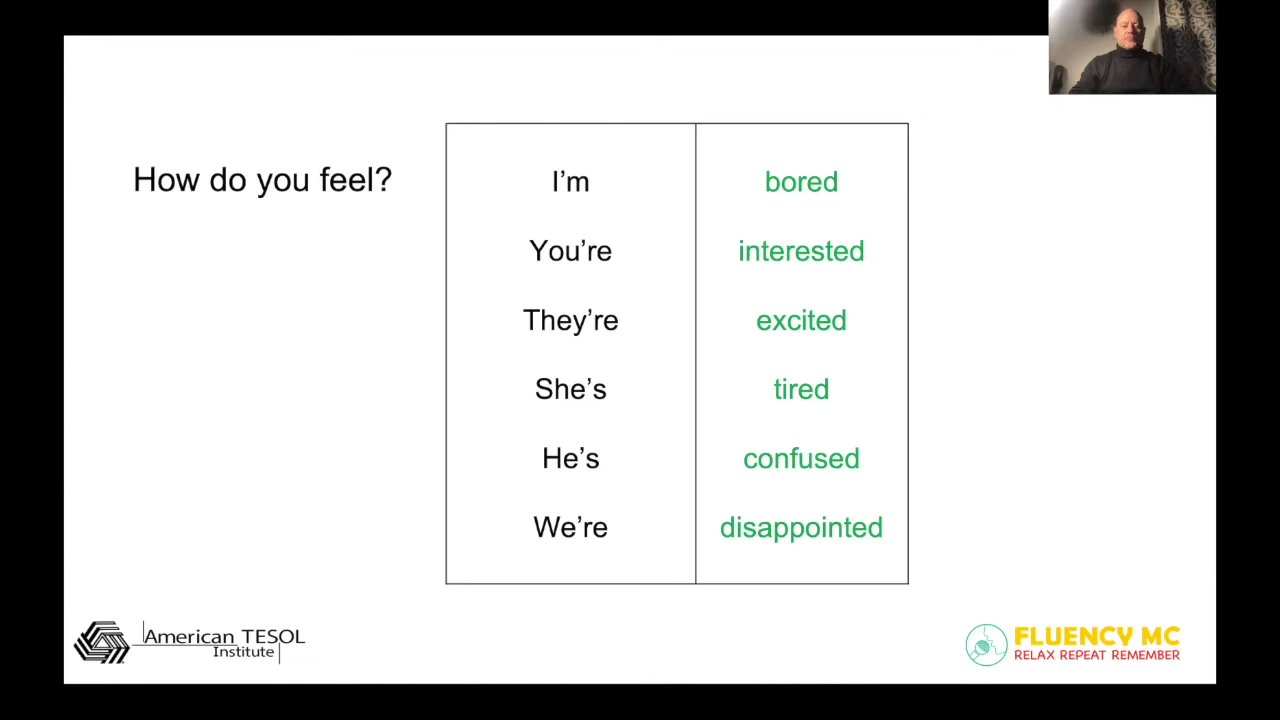 How do you feel?
I'm bored
You're interested
They're excited
She's tired
He's confused
We're disappointed
American TESOL
Institute
FLUENCY MC
RELAX REPEAT REMEMBER